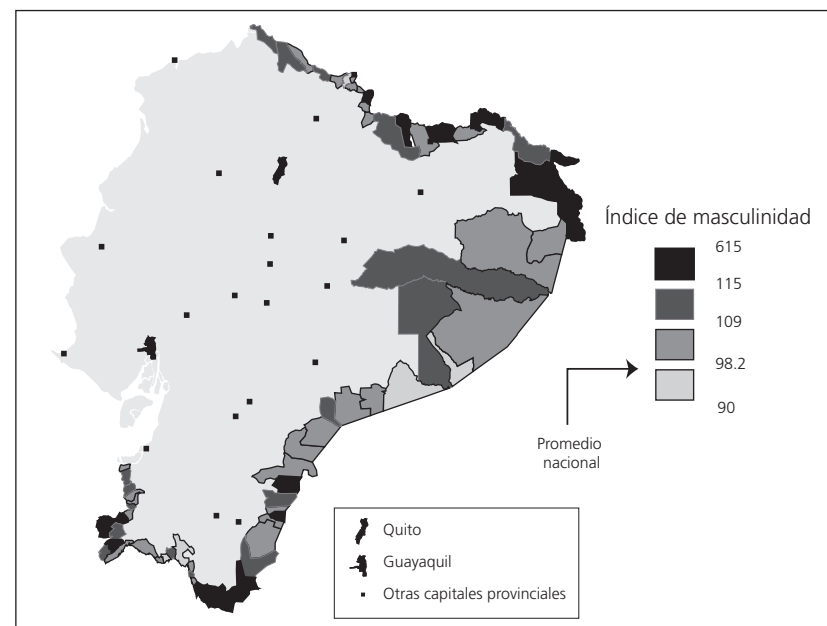 Índice de masculinidad
615
115
109
98.2
90
Promedio
nacional
Quito
Guayaquil
Otras capitales provinciales